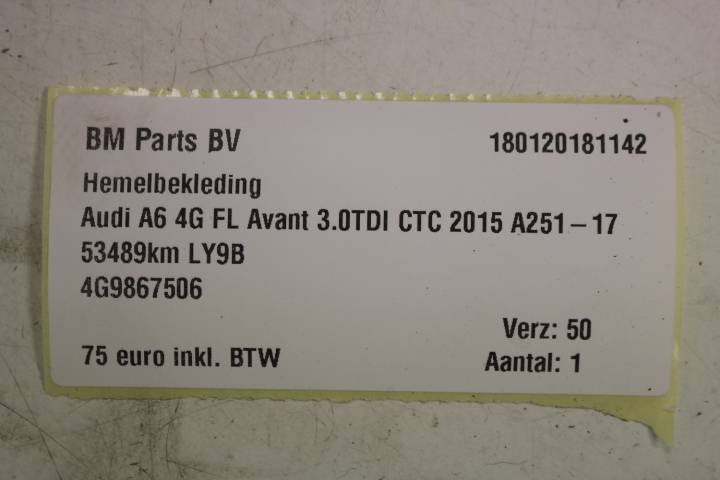 BM Parts BV 180120181142
Hemelbekleding
Audi A6 4G FL Avant 3.0TDI CTC 2015 A251-17
53489km LY9B
4G9867506
Verz: 50
75 euro inkl. BTW Aantal: 1